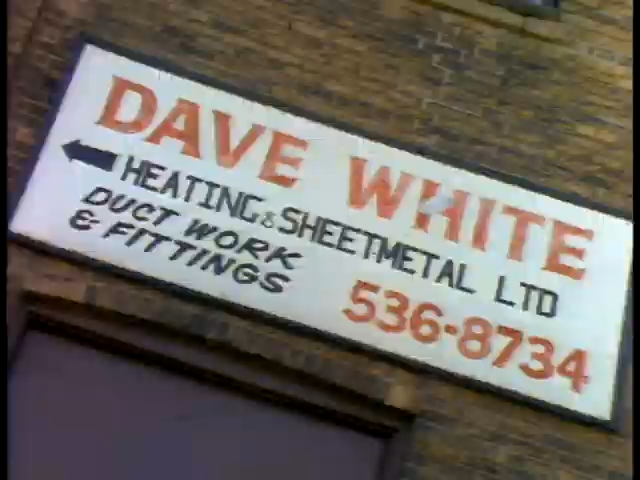 DAVE WHITE
HEATING & SHEETMETAL LTD
DUCT WORK
& FITTINGS
536-8734